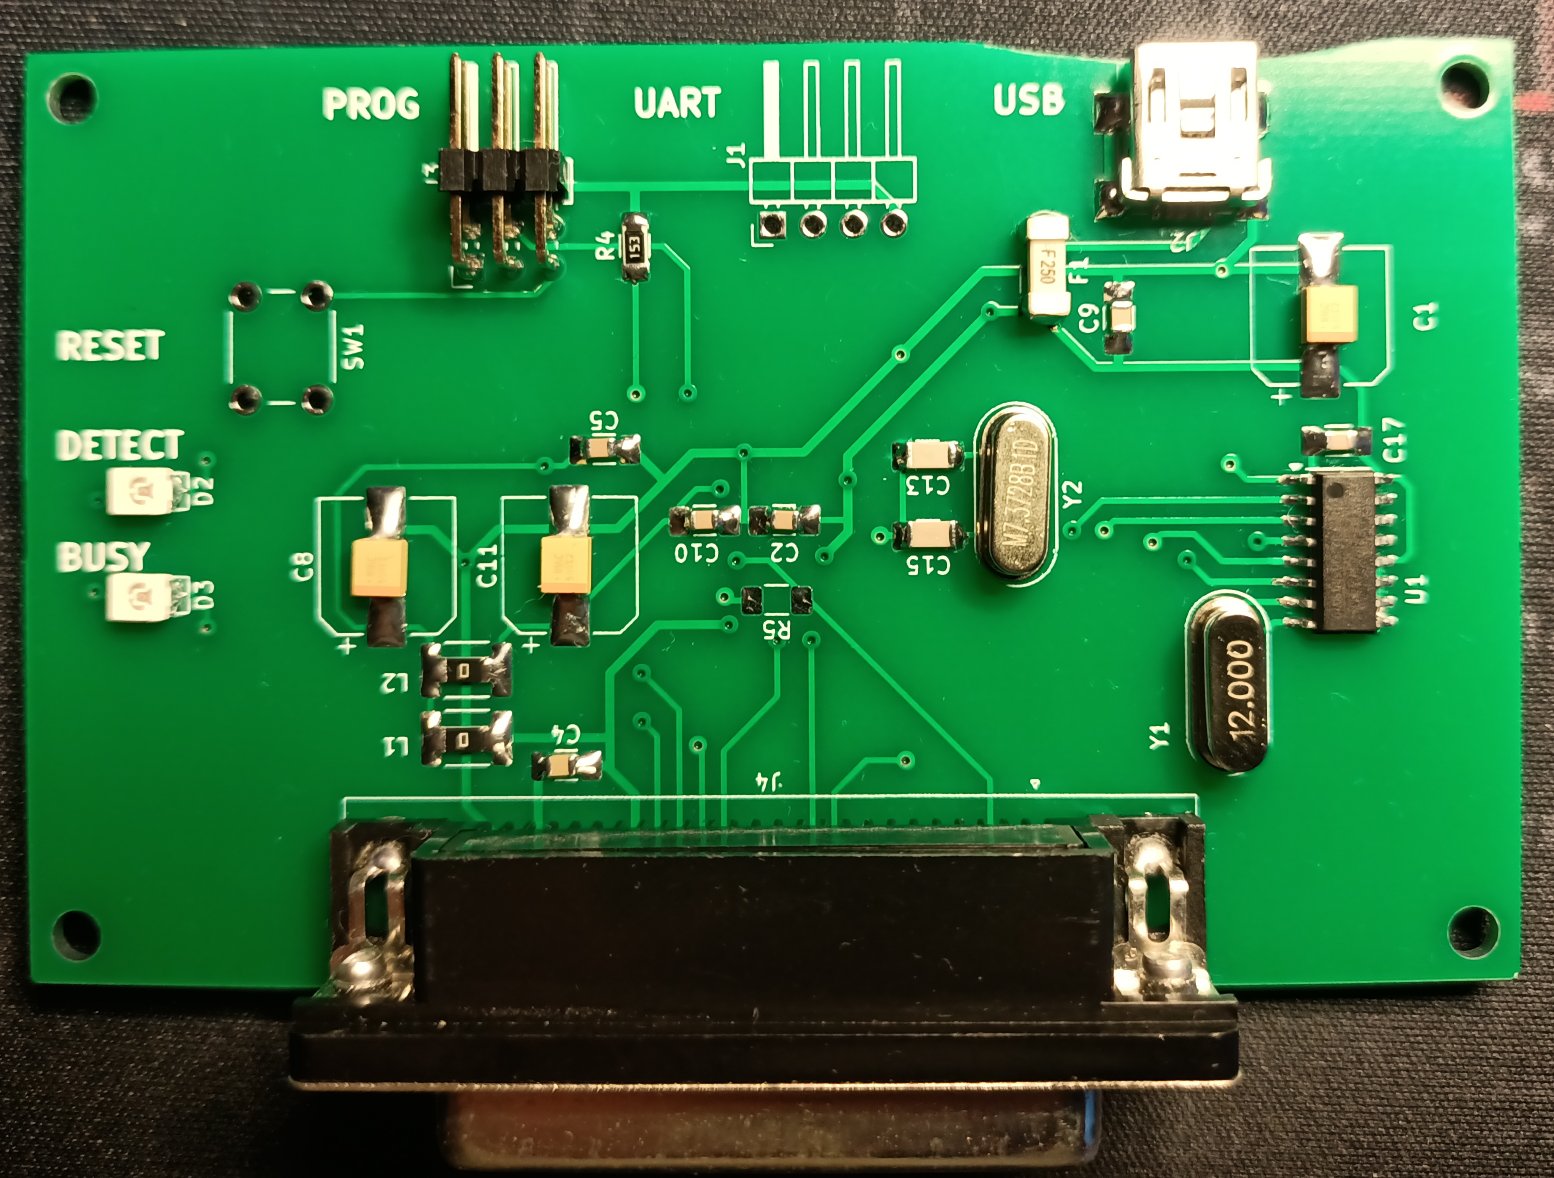 PROG
UART
USB
J3
J1
J2
R4
153
F250
F1
C9
C1
+
RESET
SW1
DETECT
D2
BUSY
D3
C5
C8
+
C11
+
C10
C2
R5
C13
C15
Y2
C17
U1
Y1
12.000
L2
L1
C4
J4